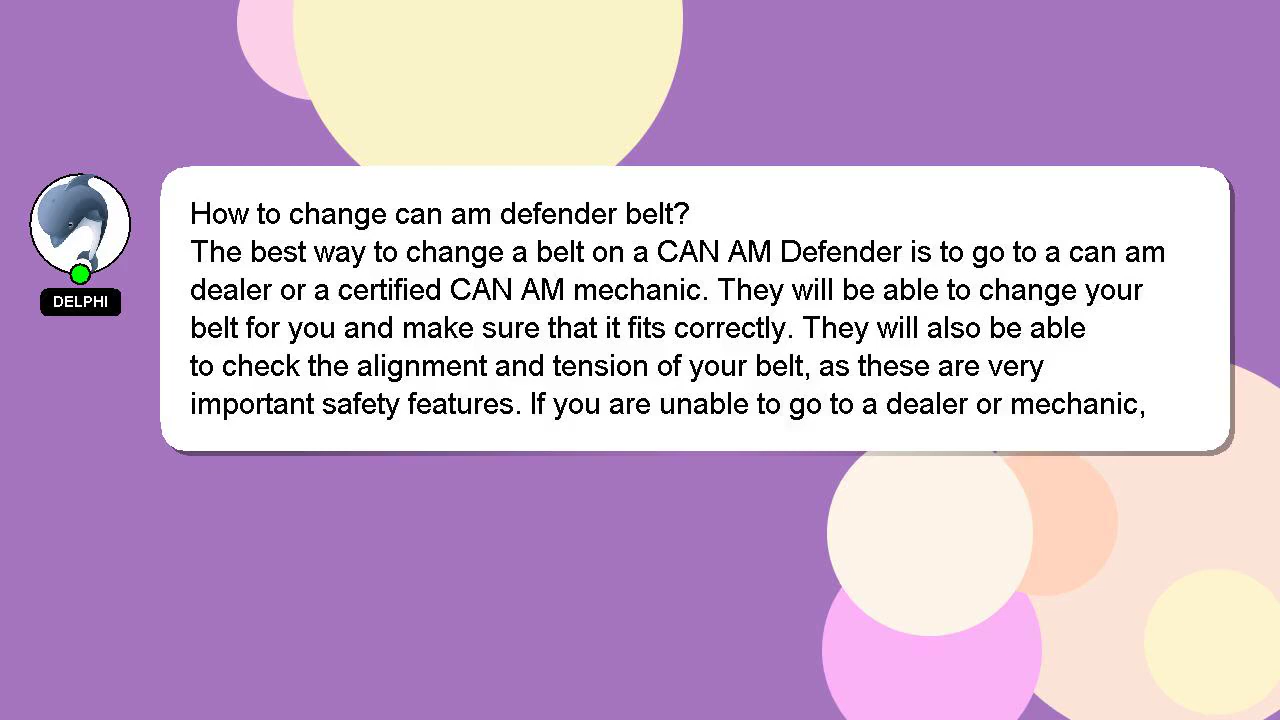 How to change can am defender belt?
The best way to change a belt on a CAN AM Defender is to go to a can am
dealer or a certified CAN AM mechanic. They will be able to change your
belt for you and make sure that it fits correctly. They will also be able
to check the alignment and tension of your belt, as these are very
important safety features. If you are unable to go to a dealer or mechanic,
DELPHI